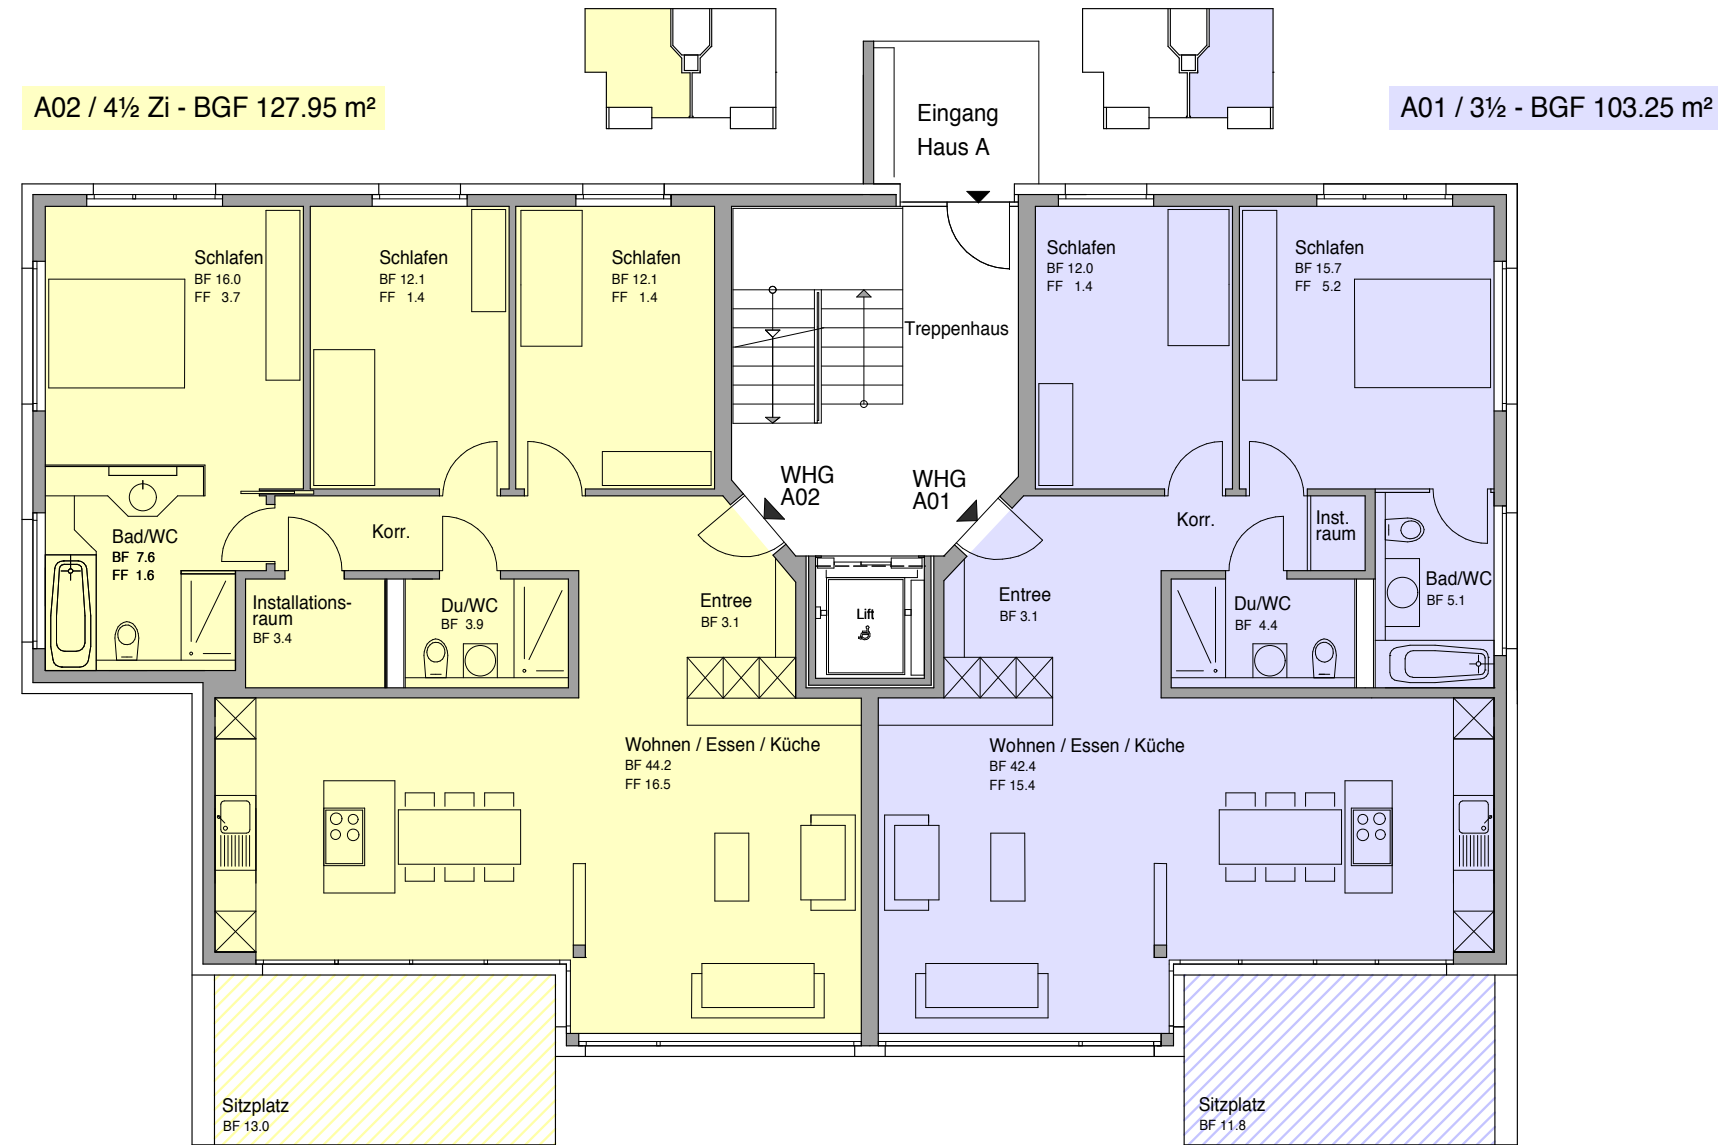 A02 / 4½ Zi - BGF 127.95 m²
Eingang
Haus A
A01 / 3½ - BGF 103.25 m²
Schlafen
BF 16.0
FF 3.7
Schlafen
BF 12.1
FF 1.4
Schlafen
BF 12.1
FF 1.4
Treppenhaus
Schlafen
BF 12.0
FF 1.4
Schlafen
BF 15.7
FF 5.2
WHG
A02
WHG
A01
Bad/WC
BF 7.6
FF 1.6
Korr.
Korr.
Inst.
raum
Installations-
raum
BF 3.4
Du/WC
BF 3.9
Entree
BF 3.1
Lift
Entree
BF 3.1
Du/WC
BF 4.4
Bad/WC
BF 5.1
Wohnen / Essen / Küche
BF 44.2
FF 16.5
Wohnen / Essen / Küche
BF 42.4
FF 15.4
Sitzplatz
BF 13.0
Sitzplatz
BF 11.8